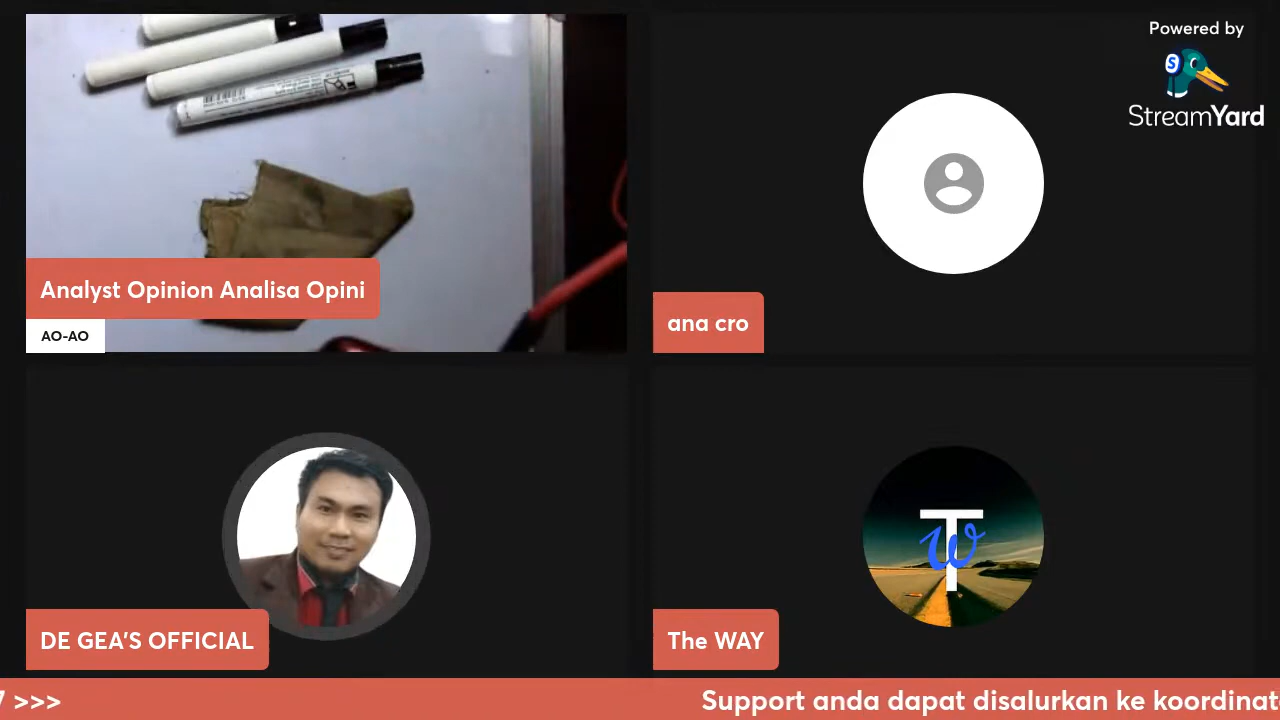 Powered by
S
StreamYard
Analyst Opinion Analisa Opini
AO-AO
ana cro
T
w
DE GEA'S OFFICIAL
The WAY
7 >>>
Support anda dapat disalurkan ke koordinat